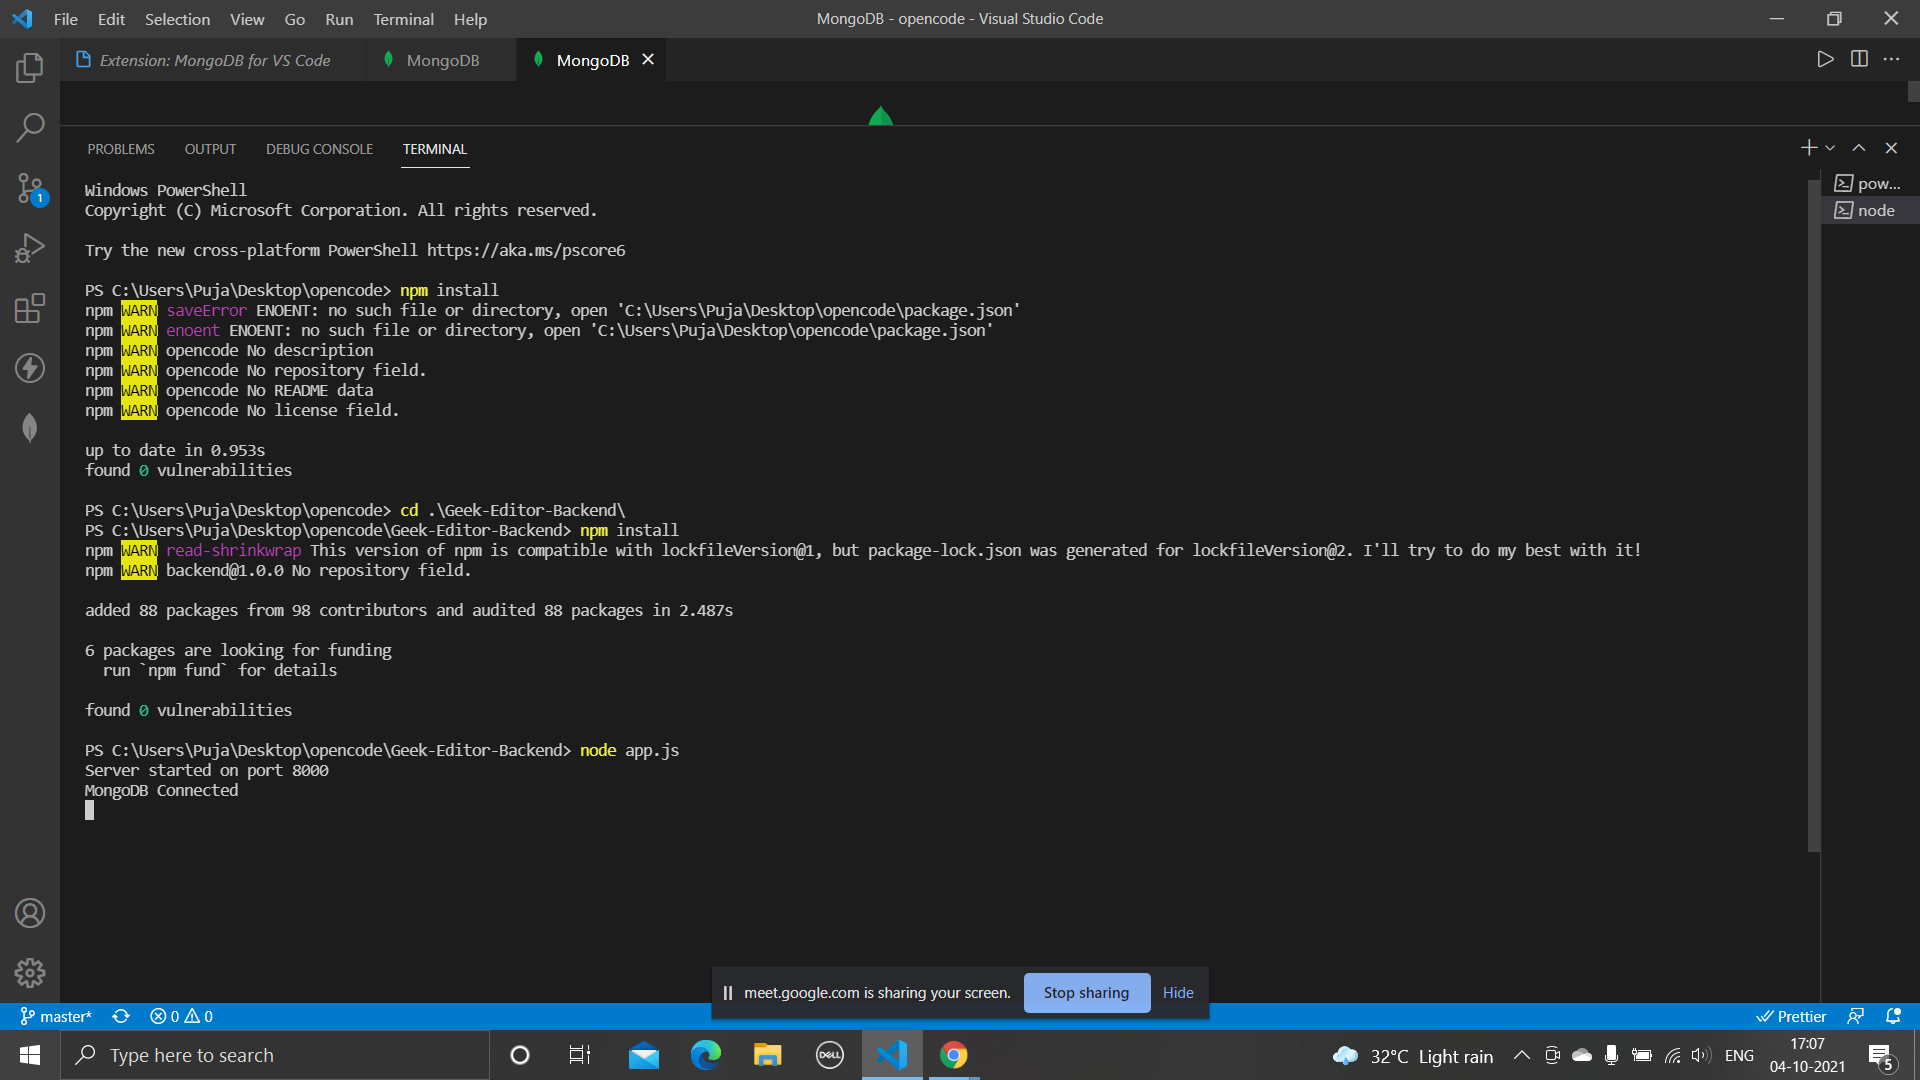 File Edit Selection View Go Run Terminal Help
MongoDB - opencode - Visual Studio Code
Extension: MongoDB for VS Code
MongoDB
MongoDB
PROBLEMS OUTPUT DEBUG CONSOLE TERMINAL
pow...
node
1
Windows PowerShell
Copyright (C) Microsoft Corporation. All rights reserved.
Try the new cross-platform PowerShell https://aka.ms/pscore6
PS C:\Users\Puja\Desktop\opencode> npm install
npm WARN saveError ENOENT: no such file or directory, open 'C:\Users\Puja\Desktop\opencode\package.json'
npm WARN enoent ENOENT: no such file or directory, open 'C:\Users\Puja\Desktop\opencode\package.json'
npm WARN opencode No description
npm WARN opencode No repository field.
npm WARN opencode No README data
npm WARN opencode No license field.
up to date in 0.953s
found 0 vulnerabilities
PS C:\Users\Puja\Desktop\opencode> cd .\Geek-Editor-Backend\
PS C:\Users\Puja\Desktop\opencode\Geek-Editor-Backend> npm install
npm WARN read-shrinkwrap This version of npm is compatible with lockfileVersion@1, but package-lock.json was generated for lockfileVersion@2. I'll try to do my best with it!
npm WARN backend@1.0.0 No repository field.
added 88 packages from 98 contributors and audited 88 packages in 2.487s
6 packages are looking for funding
run `npm fund` for details
found 0 vulnerabilities
PS C:\Users\Puja\Desktop\opencode\Geek-Editor-Backend> node app.js
Server started on port 8000
MongoDB Connected
meet.google.com is sharing your screen. Stop sharing Hide
master* 0 0
Prettier
Type here to search
DELL
32°C Light rain
ENG
17:07
04-10-2021
5